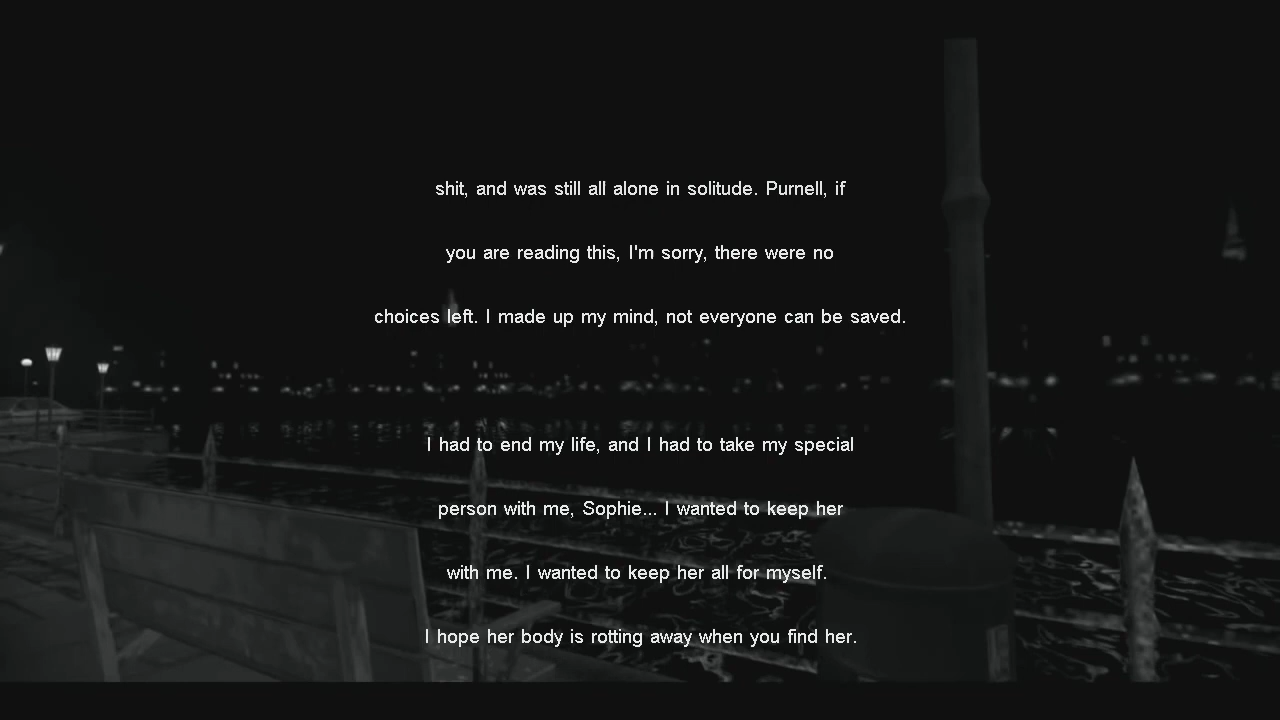 shit, and was still all alone in solitude. Purnell, if
you are reading this, I'm sorry, there were no
choices left. I made up my mind, not everyone can be saved.
I had to end my life, and I had to take my special
person with me, Sophie... I wanted to keep her
with me. I wanted to keep her all for myself.
I hope her body is rotting away when you find her.